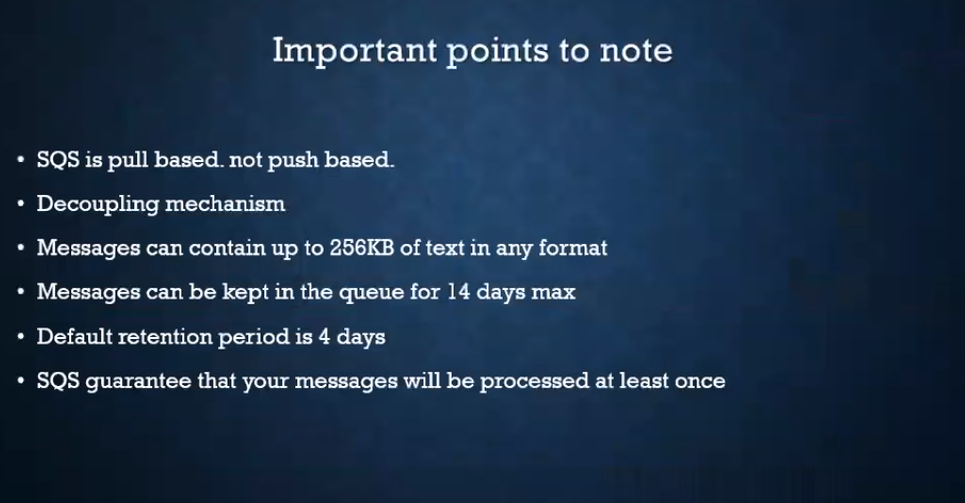 Important points to note
• SQS is pull based. not push based.
• Decoupling mechanism
• Messages can contain up to 256KB of text in any format
• Messages can be kept in the queue for 14 days max
• Default retention period is 4 days
• SQS guarantee that your messages will be processed at least once